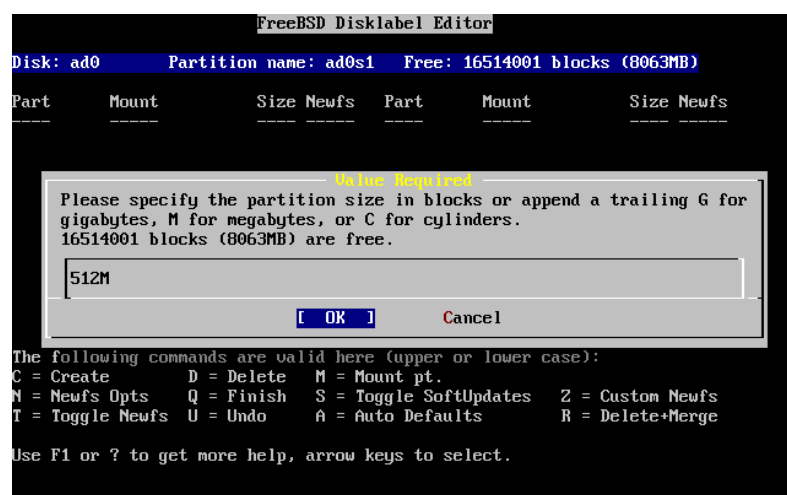 FreeBSD Disklabel Editor
Disk: ad0 Partition name: ad0s1 Free: 16514001 blocks (8063MB)
Part Mount Size Newfs Part Mount Size Newfs
---- ----- ---- ----- ---- ----- ---- -----
Value Required
Please specify the partition size in blocks or append a trailing G for
gigabytes, M for megabytes, or C for cylinders.
16514001 blocks (8063MB) are free.
512M
[ OK ] Cancel
The following commands are valid here (upper or lower case):
C = Create D = Delete M = Mount pt.
N = Newfs Opts Q = Finish S = Toggle SoftUpdates Z = Custom Newfs
T = Toggle Newfs U = Undo A = Auto Defaults R = Delete+Merge
Use F1 or ? to get more help, arrow keys to select.